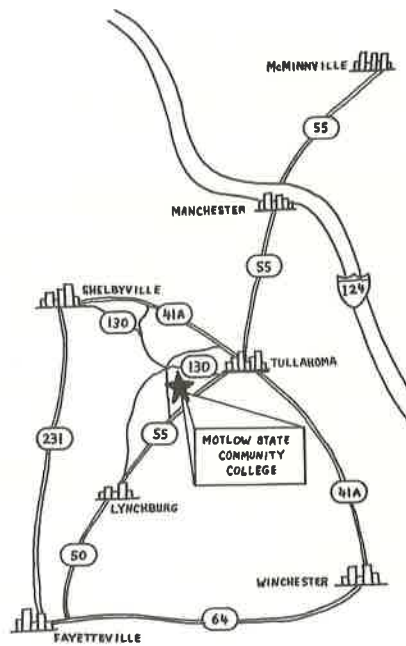 McMINNVILLE
55
MANCHESTER
55
124
SHELBYVILLE
41A
130
130
TULLAHOMA
231
55
MOTLOW STATE
COMMUNITY
COLLEGE
LYNCHBURG
41A
50
WINCHESTER
64
FAYETTEVILLE